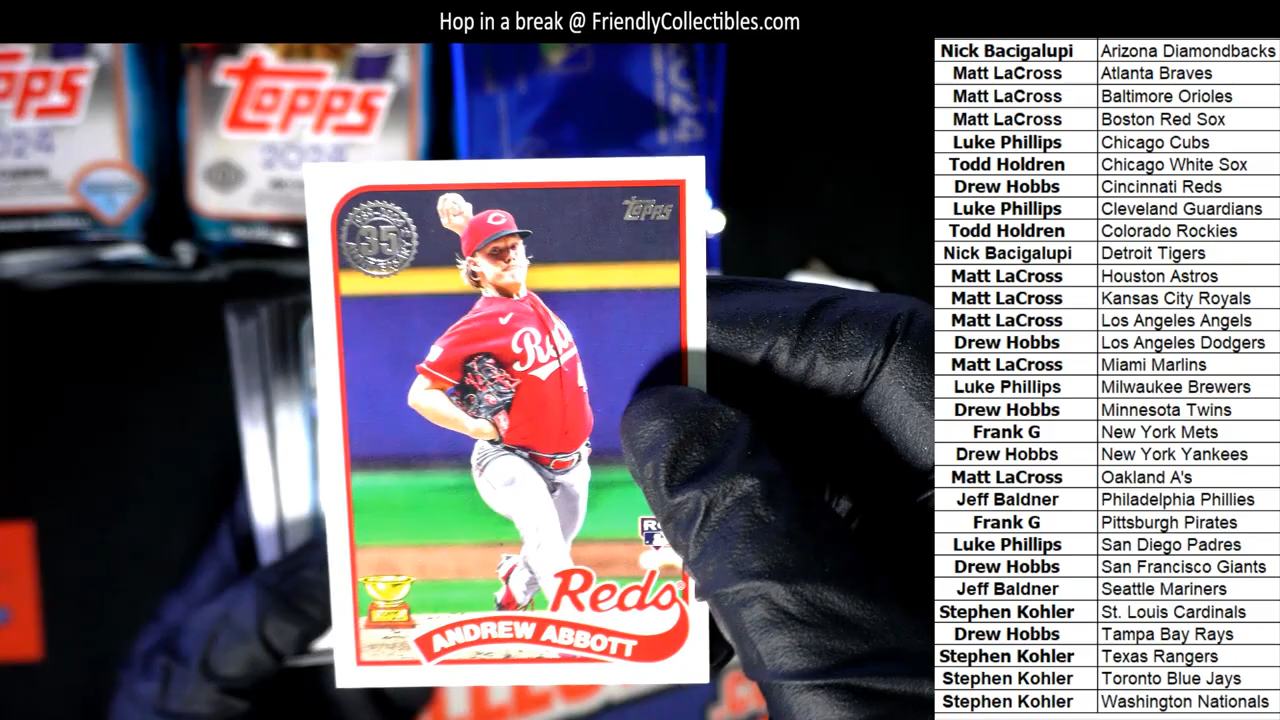 Hop in a break @ FriendlyCollectibles.com
Topps
2024
Topps
2024
35
Topps
Reds
RC
Reds
ANDREW ABBOTT
Nick Bacigalupi Arizona Diamondbacks
Matt LaCross Atlanta Braves
Matt LaCross Baltimore Orioles
Matt LaCross Boston Red Sox
Luke Phillips Chicago Cubs
Todd Holdren Chicago White Sox
Drew Hobbs Cincinnati Reds
Luke Phillips Cleveland Guardians
Todd Holdren Colorado Rockies
Nick Bacigalupi Detroit Tigers
Matt LaCross Houston Astros
Matt LaCross Kansas City Royals
Matt LaCross Los Angeles Angels
Drew Hobbs Los Angeles Dodgers
Matt LaCross Miami Marlins
Luke Phillips Milwaukee Brewers
Drew Hobbs Minnesota Twins
Frank G New York Mets
Drew Hobbs New York Yankees
Matt LaCross Oakland A's
Jeff Baldner Philadelphia Phillies
Frank G Pittsburgh Pirates
Luke Phillips San Diego Padres
Drew Hobbs San Francisco Giants
Jeff Baldner Seattle Mariners
Stephen Kohler St. Louis Cardinals
Drew Hobbs Tampa Bay Rays
Stephen Kohler Texas Rangers
Stephen Kohler Toronto Blue Jays
Stephen Kohler Washington Nationals